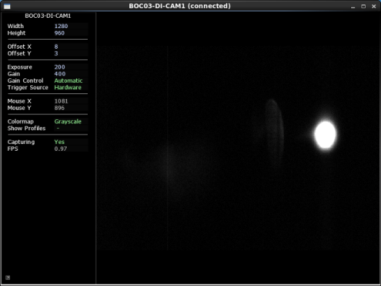 BOC03-DI-CAM1 (connected)
BOC03-DI-CAM1
Width 1280
Height 960
Offset X 8
Offset Y 3
Exposure 200
Gain 400
Gain Control Automatic
Trigger Source Hardware
Mouse X 1081
Mouse Y 896
Colormap Grayscale
Show Profiles -
Capturing Yes
FPS 0.97